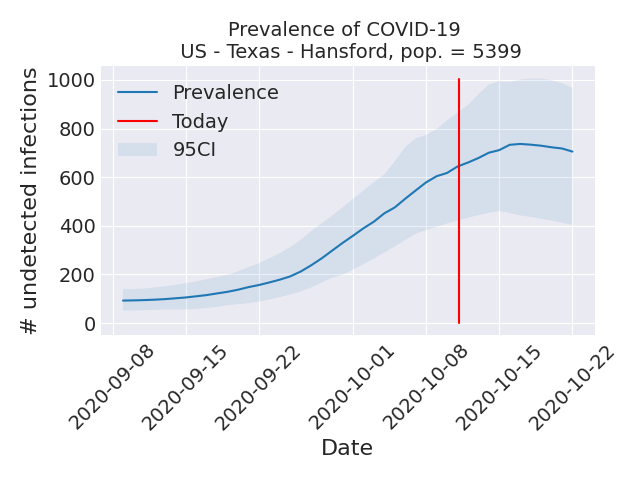 Prevalence of COVID-19
US - Texas - Hansford, pop. = 5399
# undetected infections
1000
800
600
400
200
0
Prevalence
Today
95CI
2020-09-08
2020-09-15
2020-09-22
2020-10-01
2020-10-08
2020-10-15
2020-10-22
Date